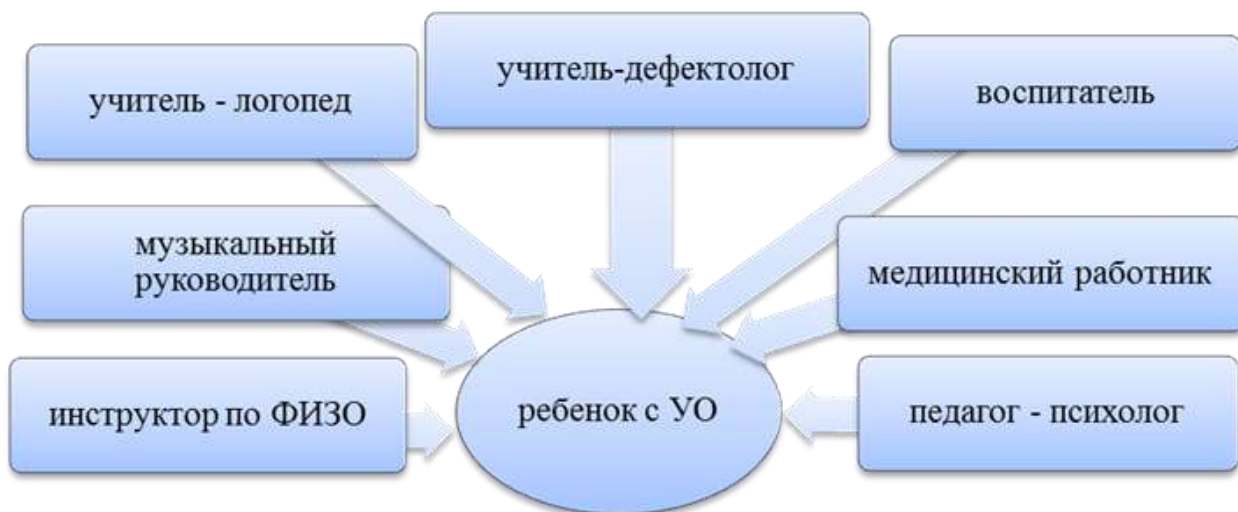 учитель - логопед
учитель-дефектолог
воспитатель
музыкальный
руководитель
медицинский работник
инструктор по ФИЗО
ребенок с УО
педагог - психолог